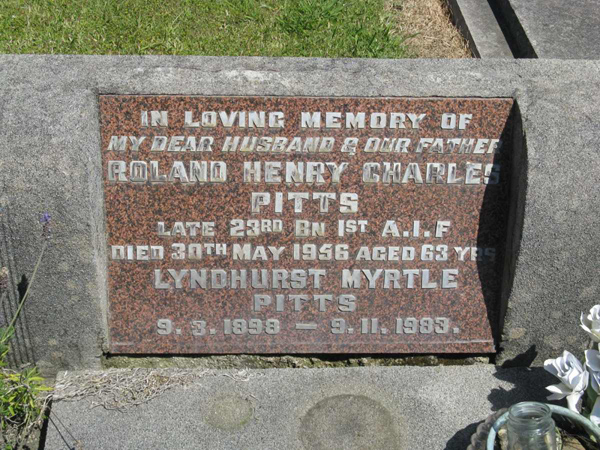 IN LOVING MEMORY OF
MY DEAR HUSBAND & OUR FATHER
ROLAND HENRY CHARLES
PITTS
LATE 23RD BN 1ST A.I.F
DIED 30TH MAY 1956 AGED 63 YRS
LYNDHURST MYRTLE
PITTS
9.3.1898 — 9.11.1983.